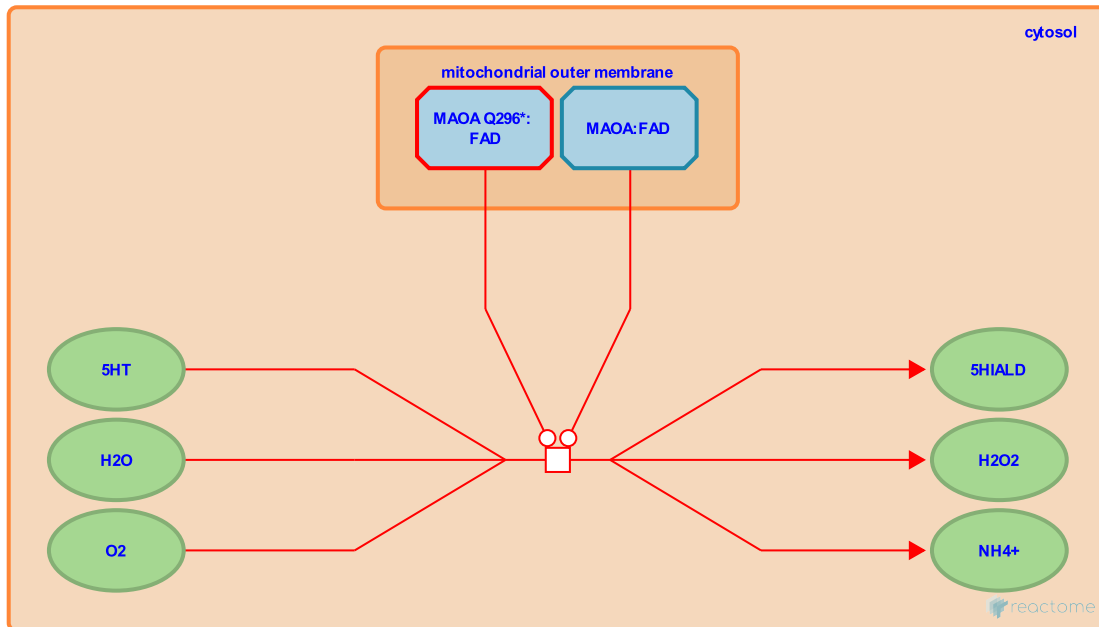 cytosol
mitochondrial outer membrane
MAOA Q296*:
FAD
MAOA:FAD
5HT
5HIALD
H2O
H2O2
O2
NH4+
reactome